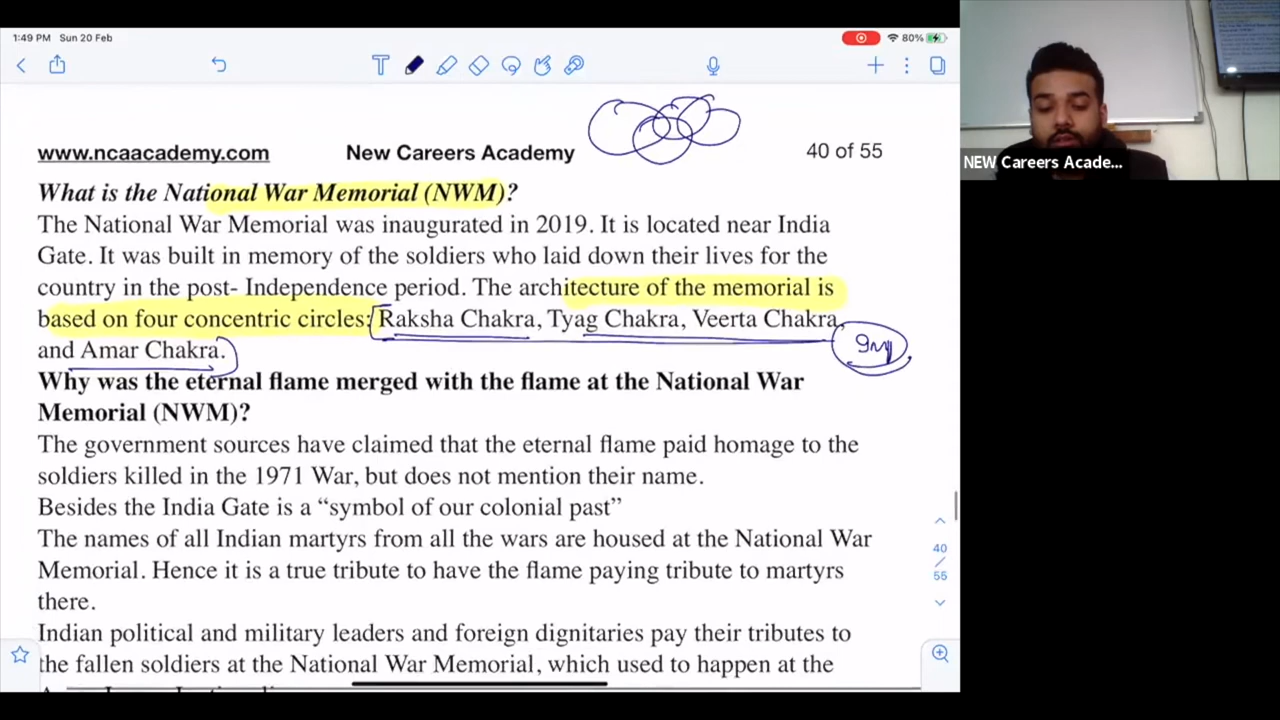 1:49 PM Sun 20 Feb
80%
www.ncaacademy.com New Careers Academy 40 of 55
What is the National War Memorial (NWM)?
The National War Memorial was inaugurated in 2019. It is located near India
Gate. It was built in memory of the soldiers who laid down their lives for the
country in the post- Independence period. The architecture of the memorial is
based on four concentric circles: Raksha Chakra, Tyag Chakra, Veerta Chakra,
and Amar Chakra.
Why was the eternal flame merged with the flame at the National War
Memorial (NWM)?
The government sources have claimed that the eternal flame paid homage to the
soldiers killed in the 1971 War, but does not mention their name.
Besides the India Gate is a “symbol of our colonial past”
The names of all Indian martyrs from all the wars are housed at the National War
Memorial. Hence it is a true tribute to have the flame paying tribute to martyrs
there.
Indian political and military leaders and foreign dignitaries pay their tributes to
the fallen soldiers at the National War Memorial, which used to happen at the
40
/
55
NEW Careers Acade...